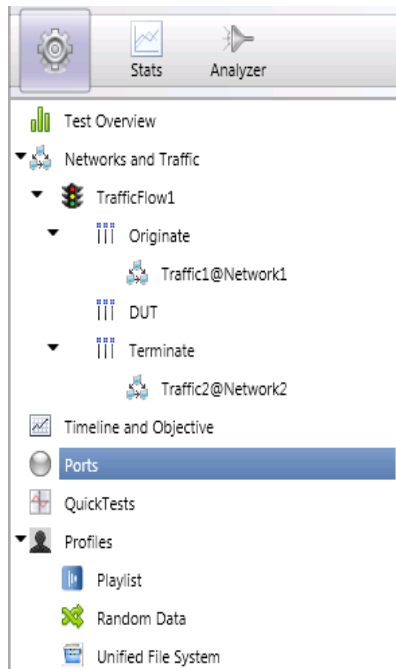 Stats Analyzer
Test Overview
Networks and Traffic
TrafficFlow1
Originate
Traffic1@Network1
DUT
Terminate
Traffic2@Network2
Timeline and Objective
Ports
QuickTests
Profiles
Playlist
Random Data
Unified File System